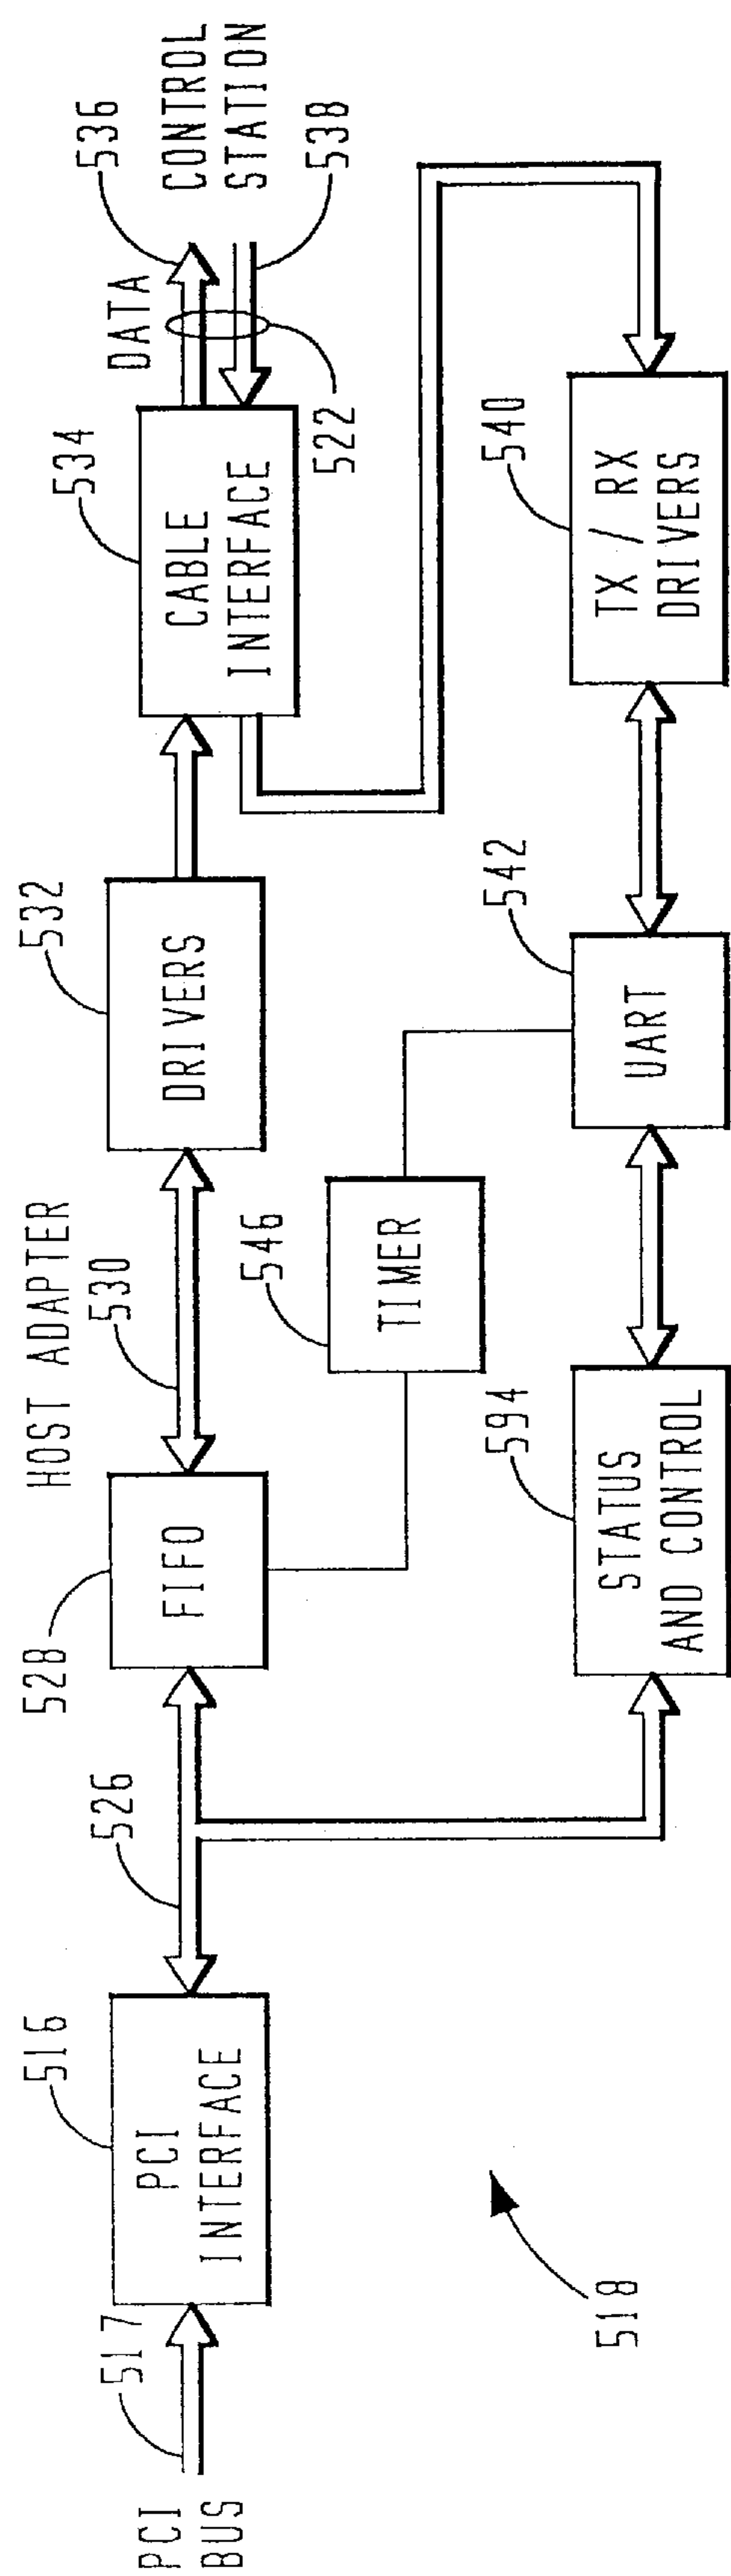 HOST ADAPTER
PCI
BUS
517
516
PCI
INTERFACE
526
528
FIFO
530
532
DRIVERS
534
CABLE
INTERFACE
DATA
536
CONTROL
STATION
538
522
546
TIMER
594
STATUS
AND CONTROL
542
UART
540
TX / RX
DRIVERS
518